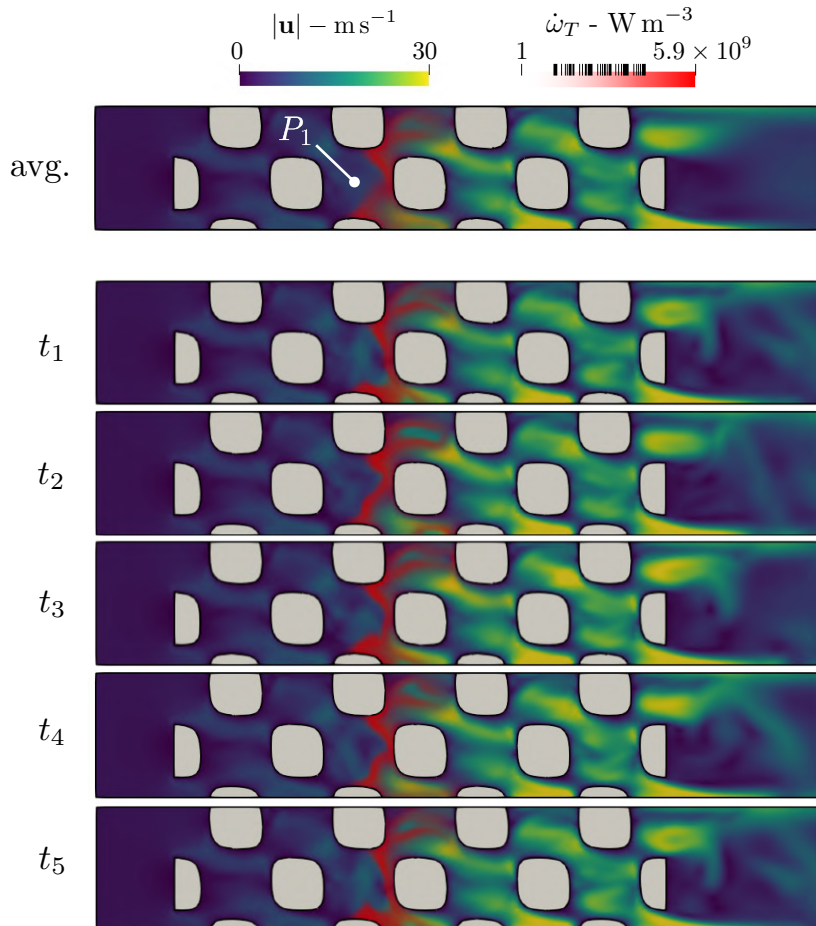 |u| – m s⁻¹
0 30
ω̇_T - W m⁻³
1 5.9 × 10⁹
P₁
avg.
t₁
t₂
t₃
t₄
t₅